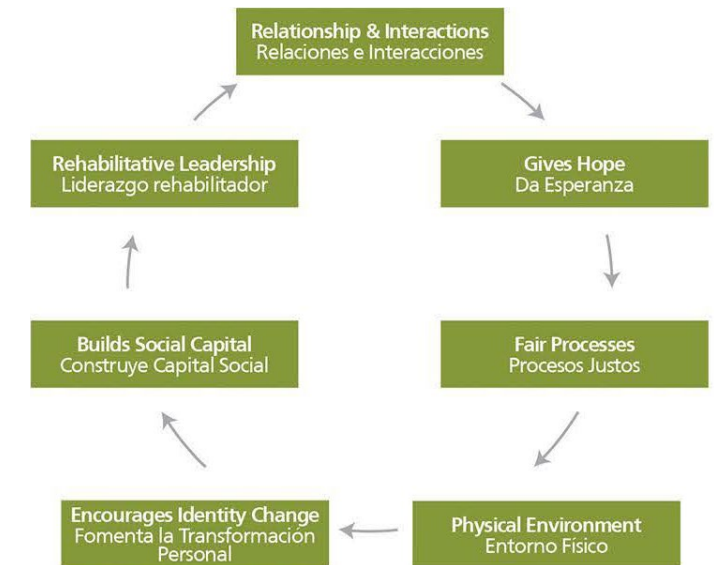 Relationship & Interactions
Relaciones e Interacciones
Gives Hope
Da Esperanza
Fair Processes
Procesos Justos
Physical Environment
Entorno Físico
Encourages Identity Change
Fomenta la Transformación
Personal
Builds Social Capital
Construye Capital Social
Rehabilitative Leadership
Liderazgo rehabilitador